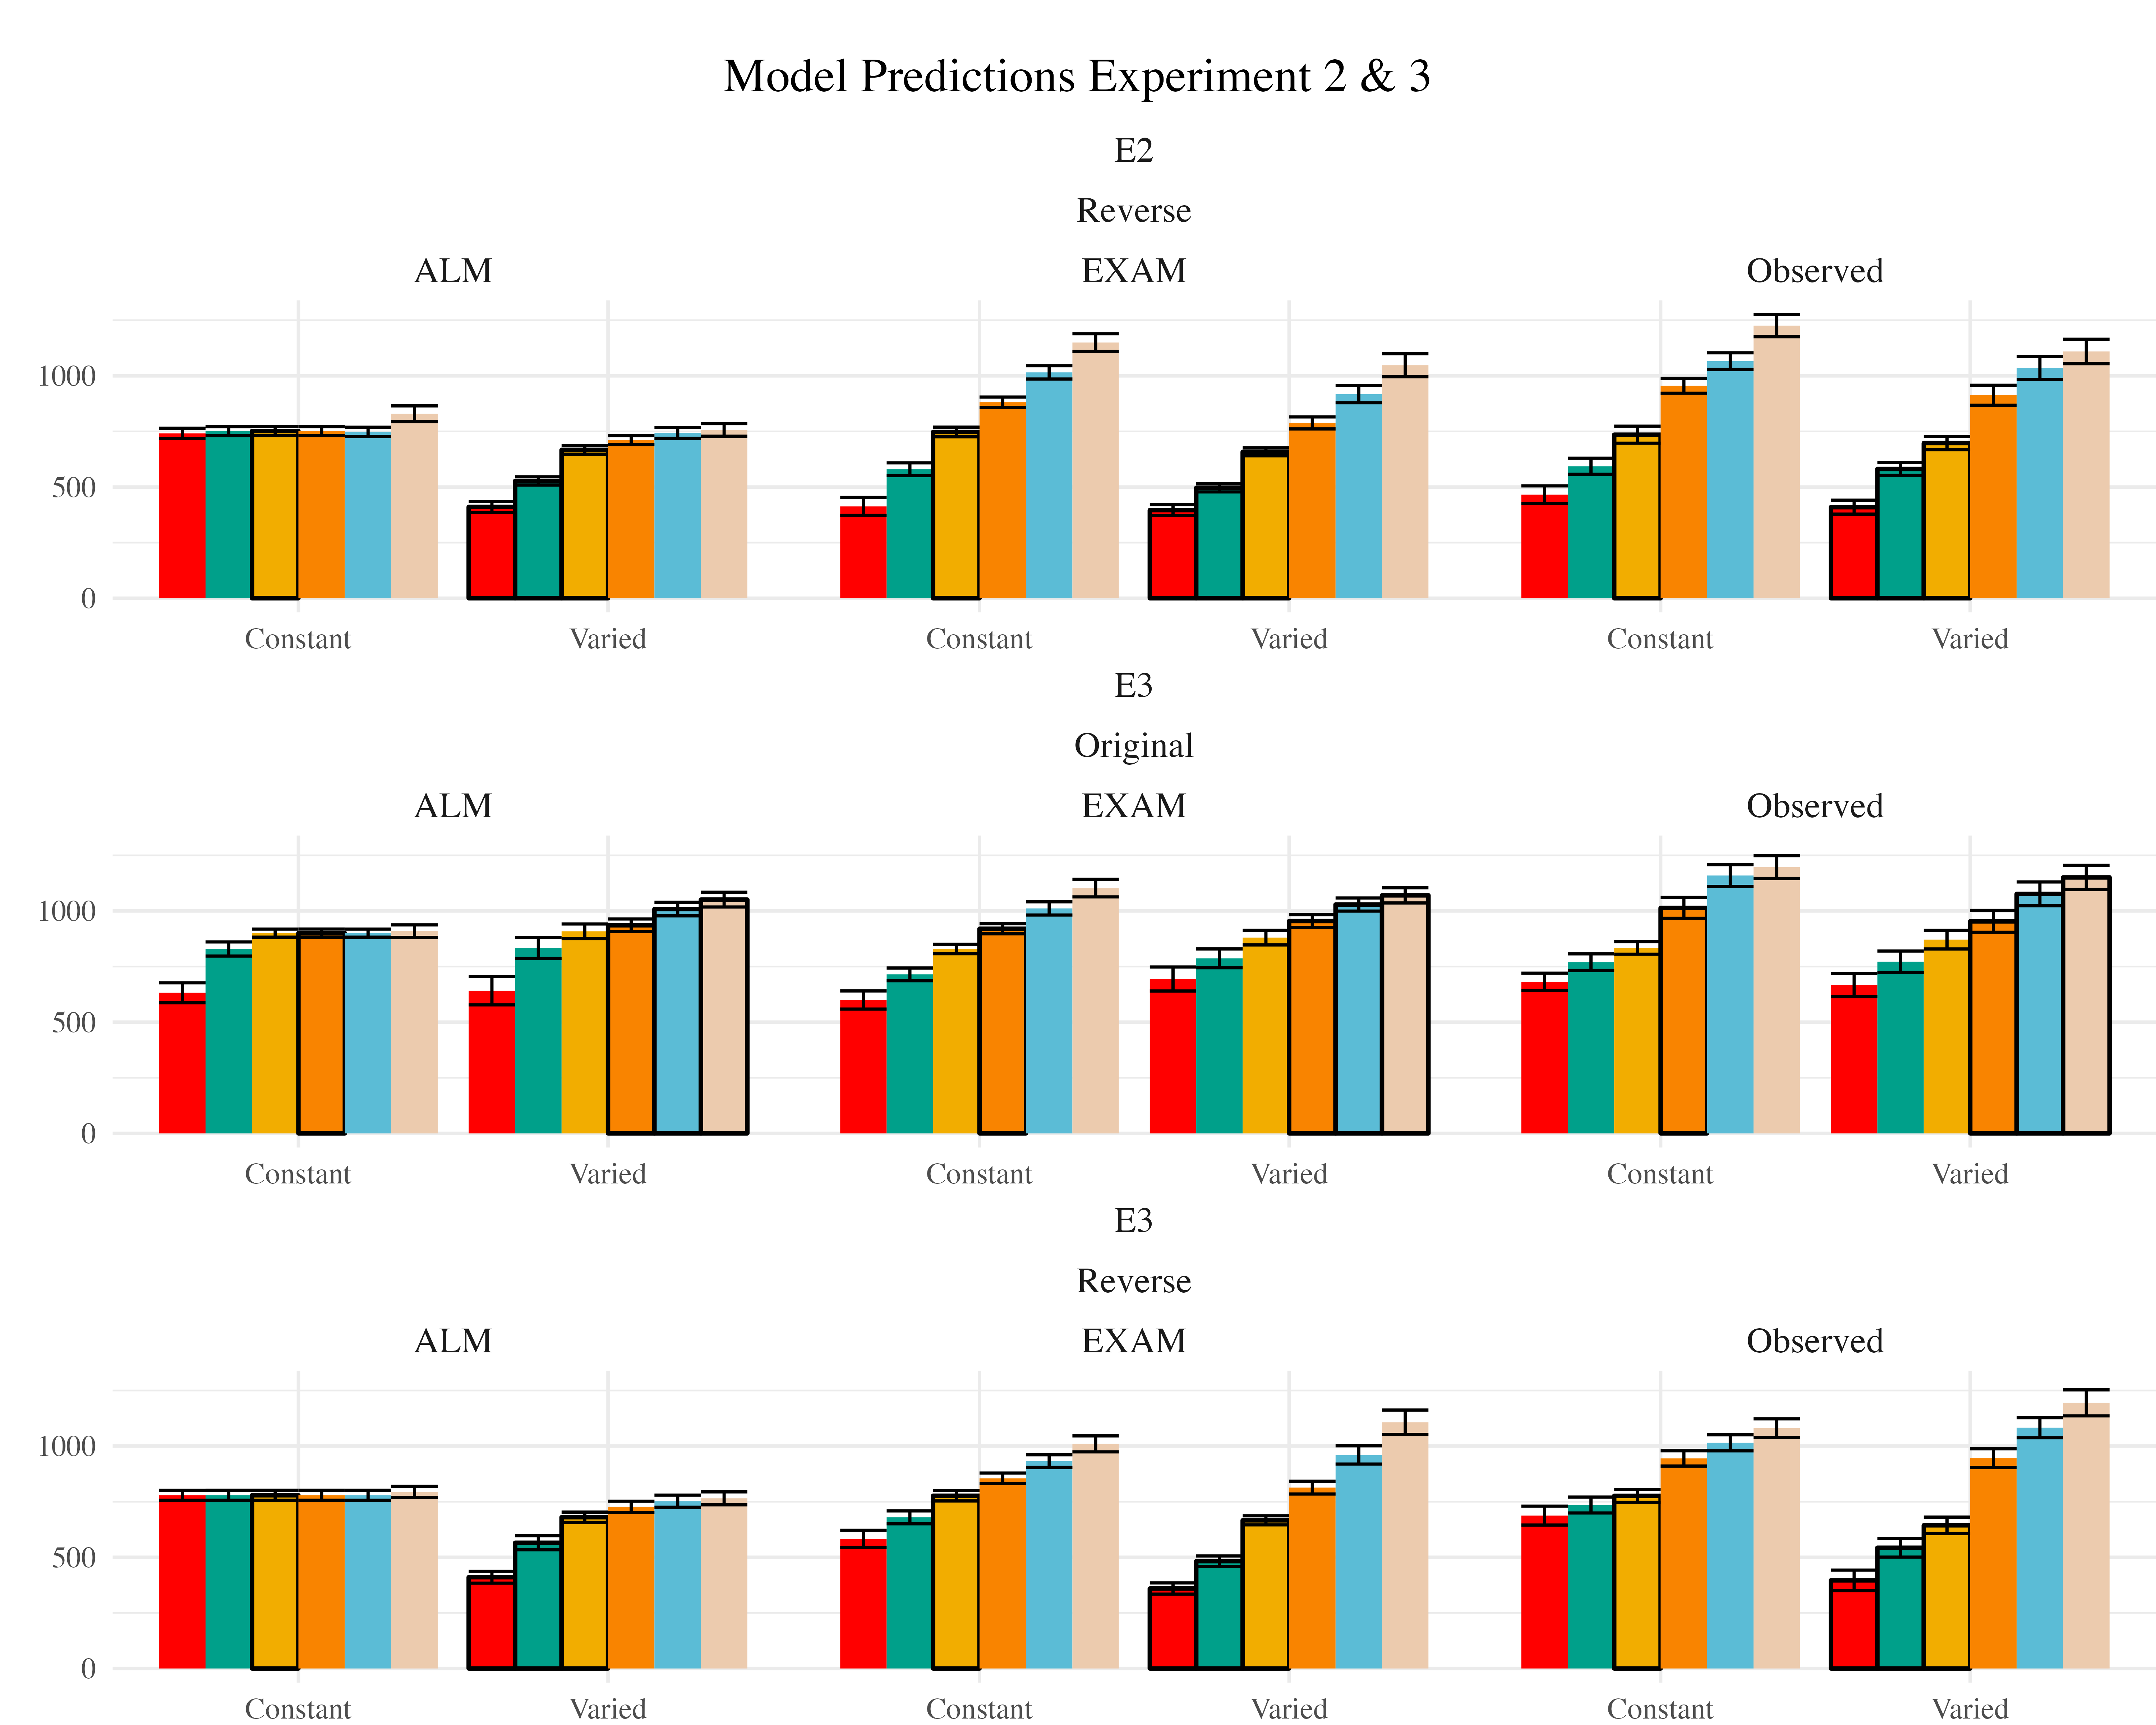 Model Predictions Experiment 2 & 3
E2
Reverse
ALM EXAM Observed
1000
500
0
Constant Varied Constant Varied Constant Varied
E3
Original
ALM EXAM Observed
1000
500
0
Constant Varied Constant Varied Constant Varied
E3
Reverse
ALM EXAM Observed
1000
500
0
Constant Varied Constant Varied Constant Varied